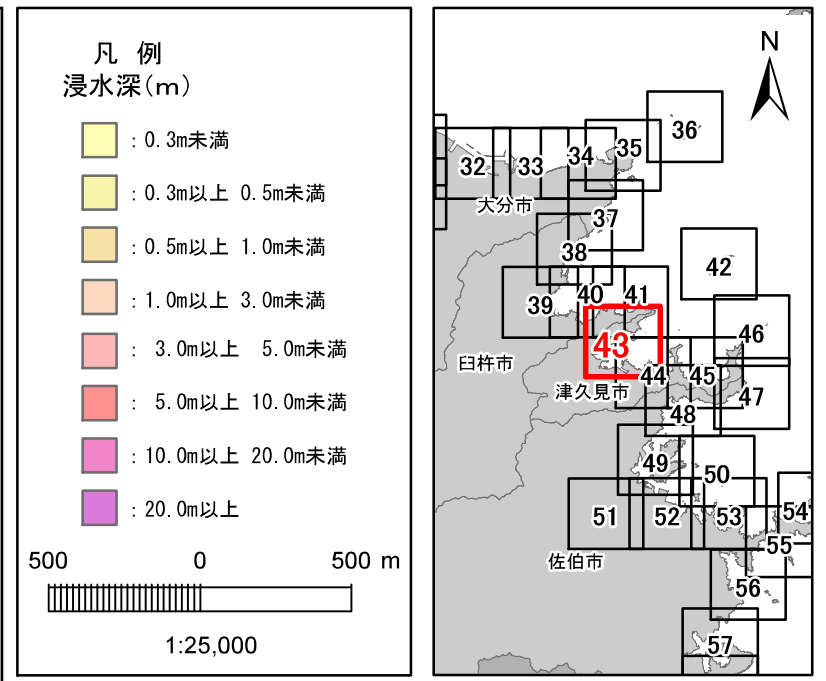 凡 例
浸水深(m)
：0.3m未満
：0.3m以上 0.5m未満
：0.5m以上 1.0m未満
：1.0m以上 3.0m未満
： 3.0m以上 5.0m未満
： 5.0m以上 10.0m未満
：10.0m以上 20.0m未満
：20.0m以上
500 0 500 m
1:25,000
N
36
32 33 34 35
大分市
37
38
42
39 40 41
43
46
臼杵市
津久見市
44 45
47
48
49
50
51 52 53 54
55
佐伯市
56
57